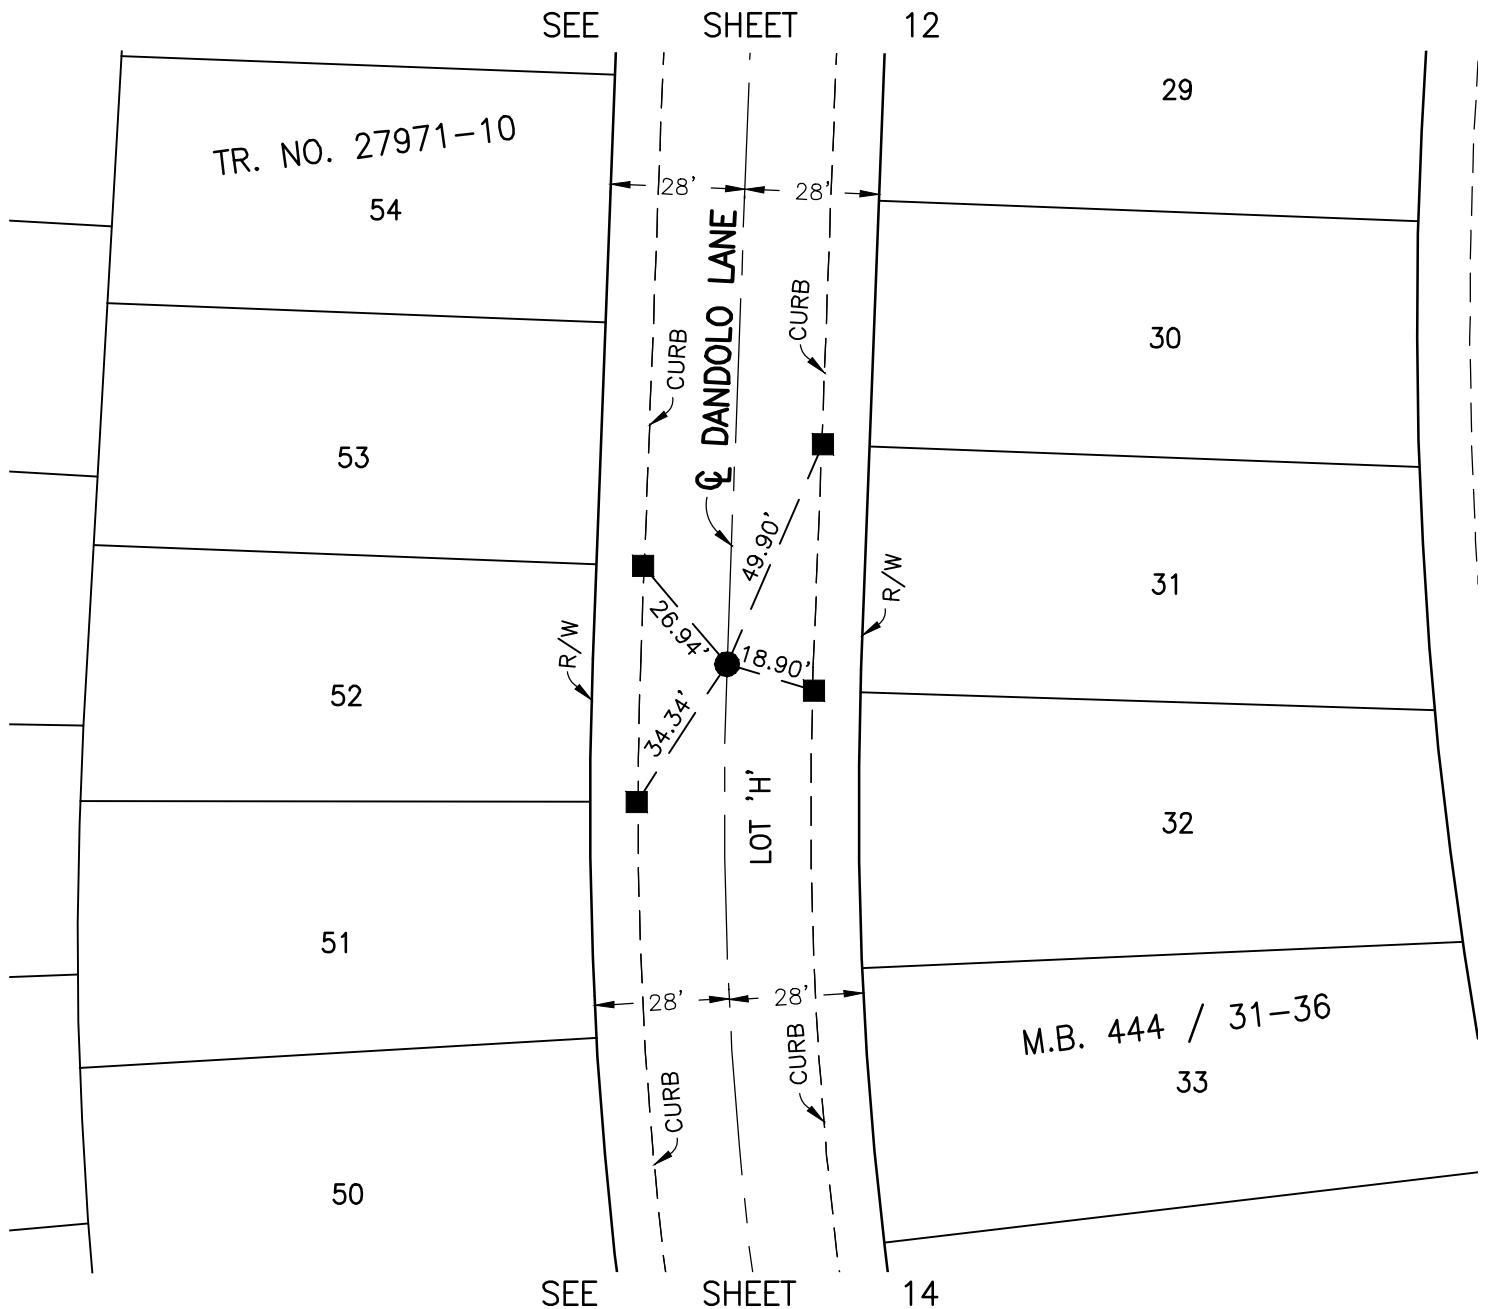 SEE SHEET 12
29
TR. NO. 27971-10
54
28' 28'
℄ DANDOLO LANE
CURB
CURB
30
53
49.90'
31
R/W
26.94'
18.90'
R/W
52
34.34'
LOT 'H'
32
51
28' 28'
M.B. 444 / 31-36
33
CURB
CURB
50
SEE SHEET 14